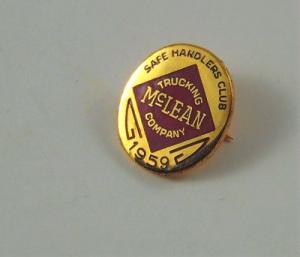 SAFE HANDLERS CLUB
TRUCKING
McLEAN
COMPANY
1959